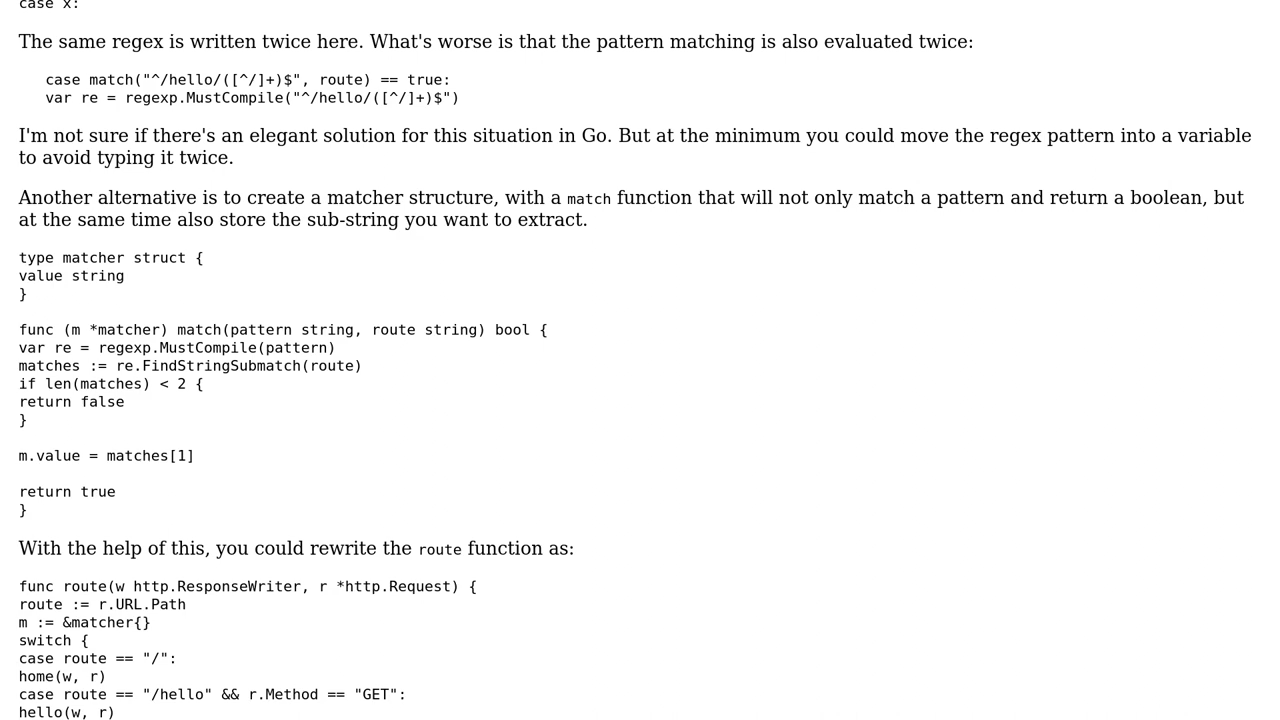 case x:
The same regex is written twice here. What's worse is that the pattern matching is also evaluated twice:
case match("^/hello/([^/]+)$", route) == true:
var re = regexp.MustCompile("^/hello/([^/]+)$")
I'm not sure if there's an elegant solution for this situation in Go. But at the minimum you could move the regex pattern into a variable
to avoid typing it twice.
Another alternative is to create a matcher structure, with a match function that will not only match a pattern and return a boolean, but
at the same time also store the sub-string you want to extract.
type matcher struct {
value string
}
func (m *matcher) match(pattern string, route string) bool {
var re = regexp.MustCompile(pattern)
matches := re.FindStringSubmatch(route)
if len(matches) < 2 {
return false
}
m.value = matches[1]
return true
}
With the help of this, you could rewrite the route function as:
func route(w http.ResponseWriter, r *http.Request) {
route := r.URL.Path
m := &matcher{}
switch {
case route == "/":
home(w, r)
case route == "/hello" && r.Method == "GET":
hello(w, r)